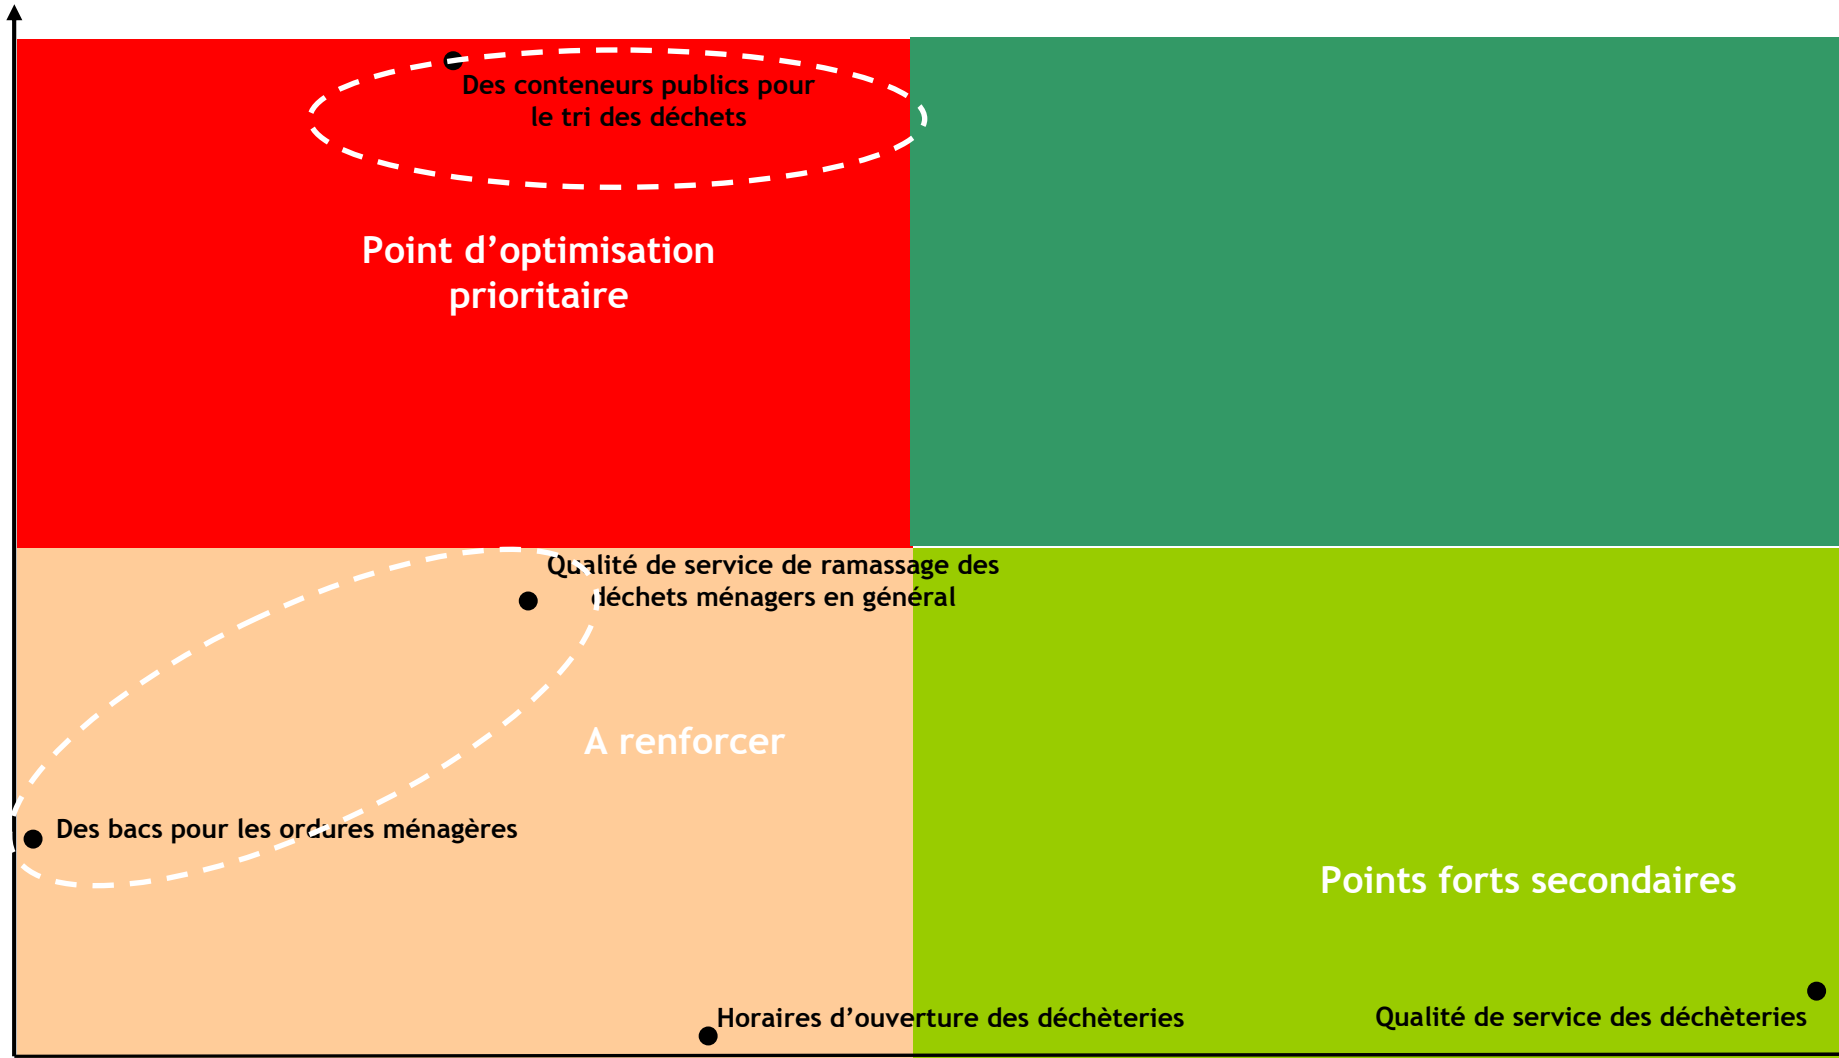 Des conteneurs publics pour
le tri des déchets
Point d’optimisation
prioritaire
Qualité de service de ramassage des
déchets ménagers en général
A renforcer
Des bacs pour les ordures ménagères
Points forts secondaires
Horaires d’ouverture des déchèteries
Qualité de service des déchèteries